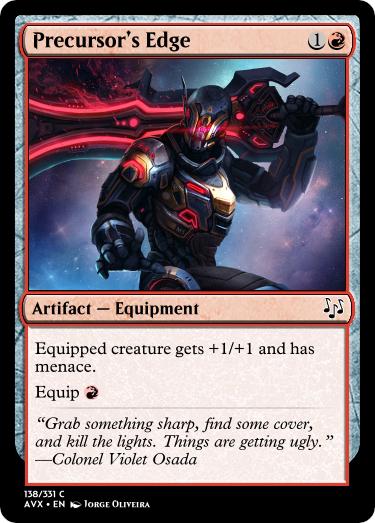 Precursor's Edge 1
Artifact — Equipment
Equipped creature gets +1/+1 and has
menace.
Equip
“Grab something sharp, find some cover,
and kill the lights. Things are getting ugly.”
—Colonel Violet Osada
138/331 C
AVX • EN Jorge Oliveira